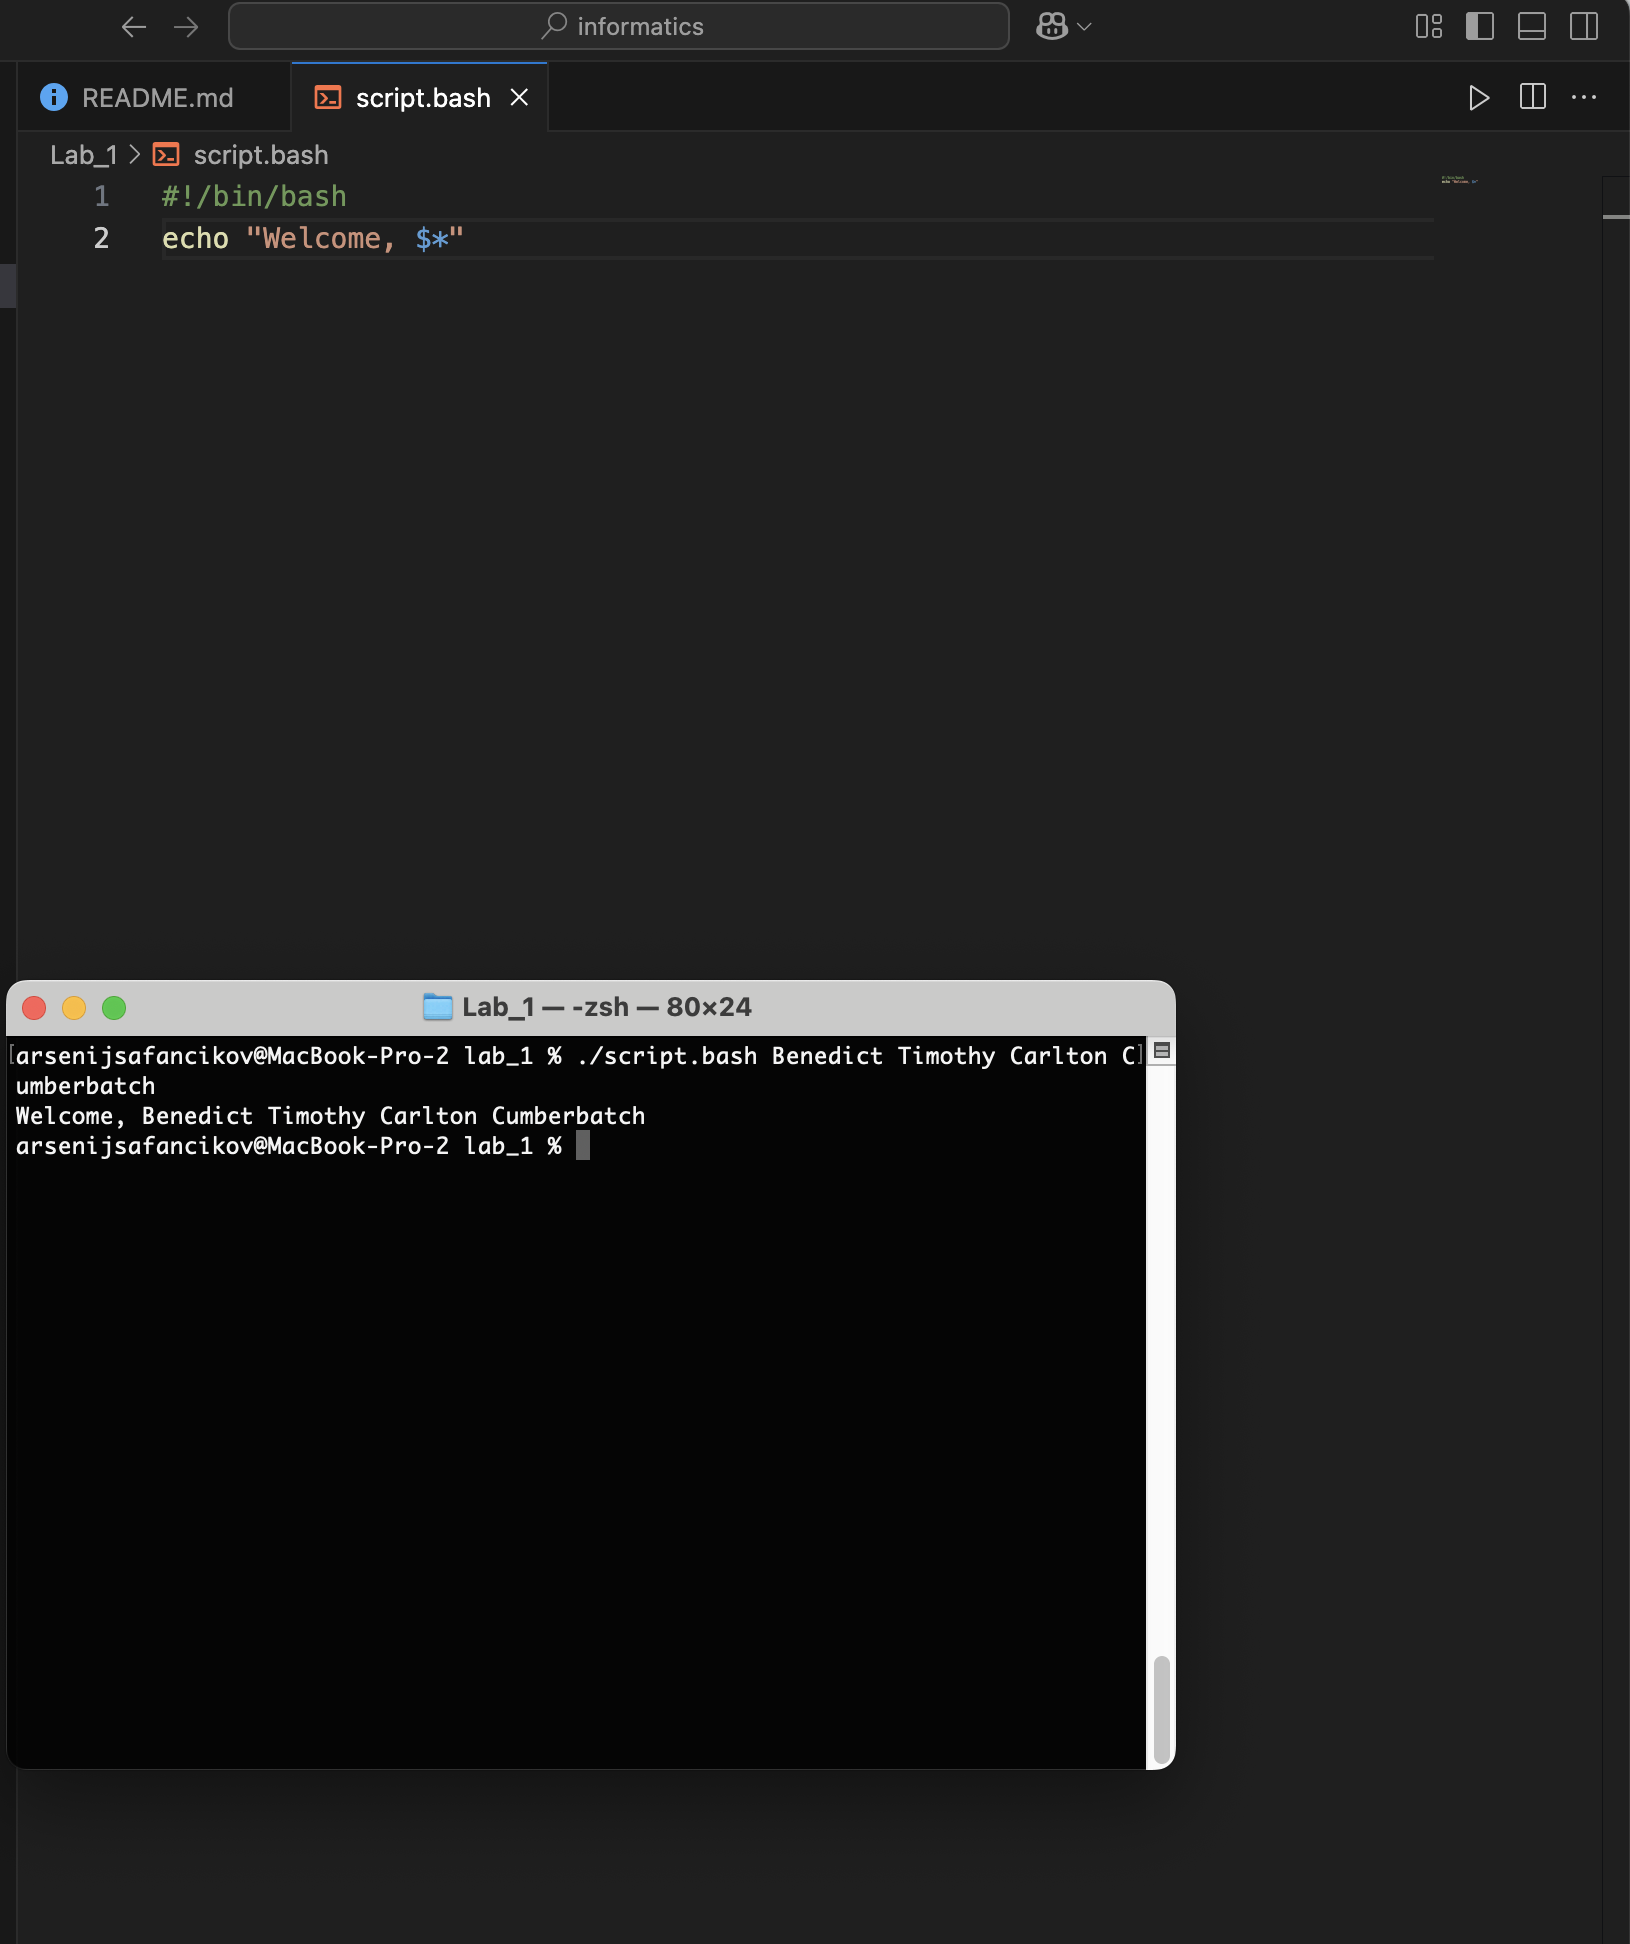 informatics
README.md
script.bash
Lab_1 > script.bash
1 #!/bin/bash
2 echo "Welcome, $*"
Lab_1 — -zsh — 80×24
[arsenijsafancikov@MacBook-Pro-2 lab_1 % ./script.bash Benedict Timothy Carlton C]
umberbatch
Welcome, Benedict Timothy Carlton Cumberbatch
arsenijsafancikov@MacBook-Pro-2 lab_1 %